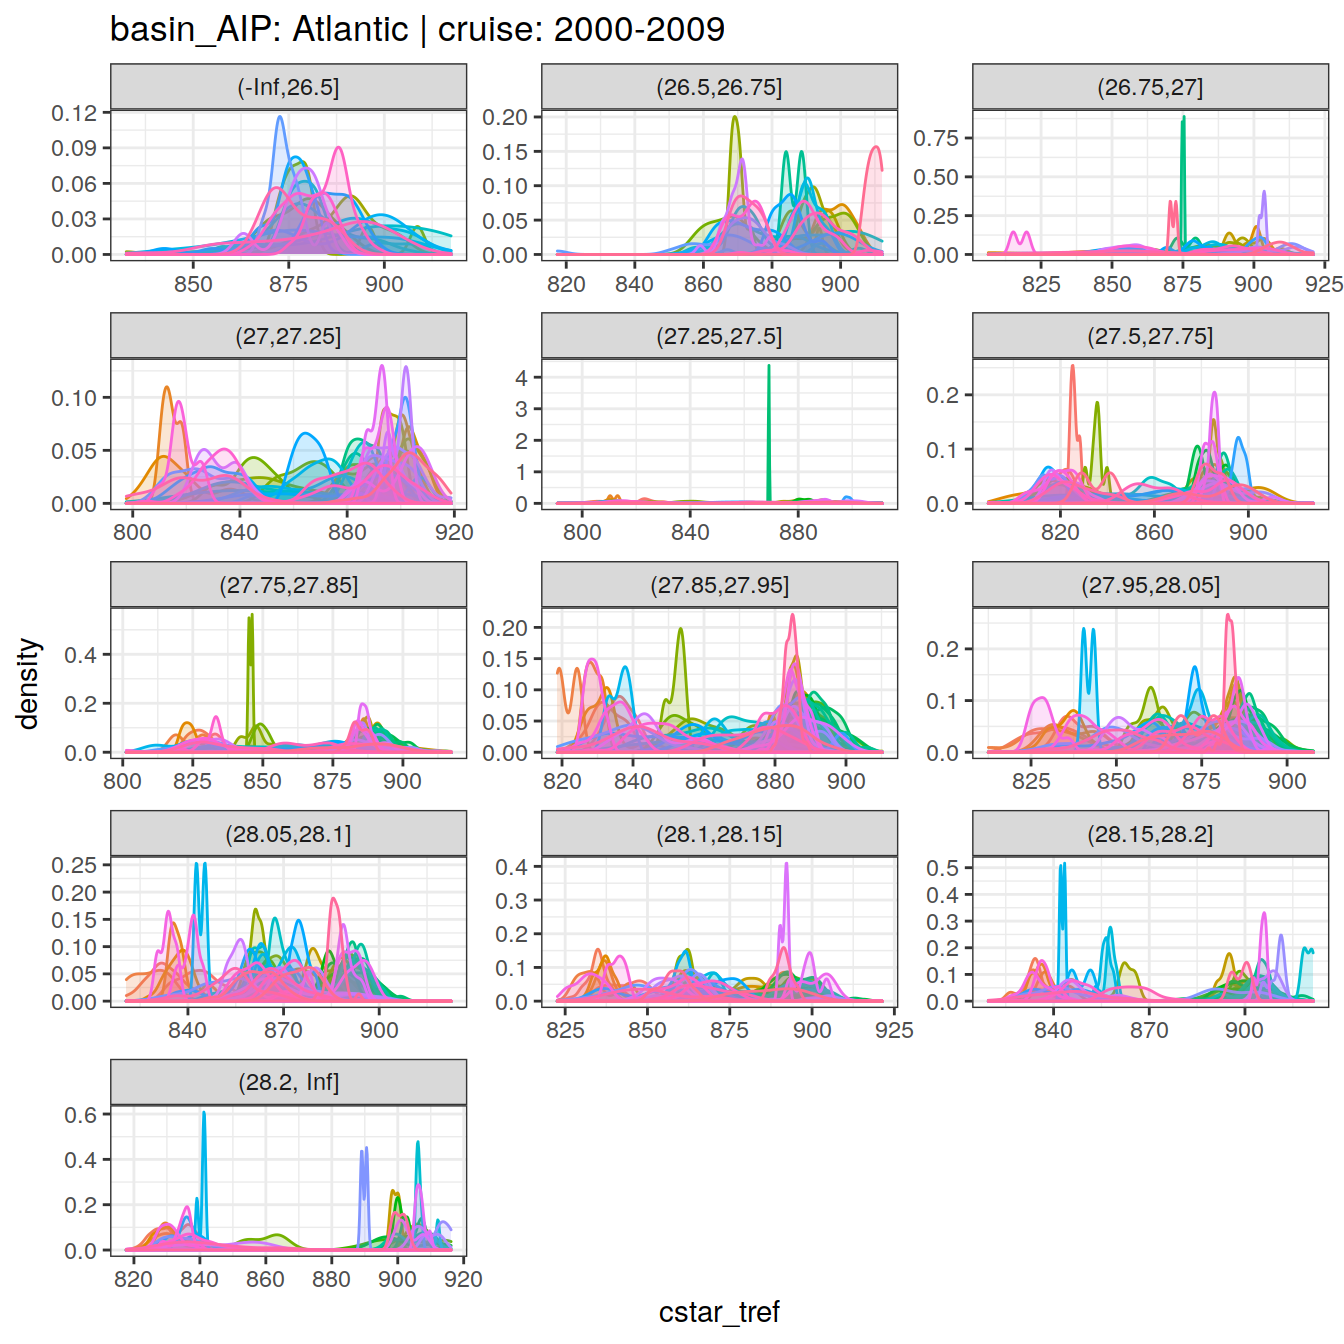 basin_AIP: Atlantic | cruise: 2000-2009
(-Inf,26.5] (26.5,26.75] (26.75,27]
0.12 0.09 0.06 0.03 0.00
850 875 900
0.20 0.15 0.10 0.05 0.00
820 840 860 880 900
0.75 0.50 0.25 0.00
825 850 875 900 925
(27,27.25] (27.25,27.5] (27.5,27.75]
0.10 0.05 0.00
800 840 880 920
4 3 2 1 0
800 840 880
0.2 0.1 0.0
820 860 900
(27.75,27.85] (27.85,27.95] (27.95,28.05]
0.4 0.2 0.0
800 825 850 875 900
0.20 0.15 0.10 0.05 0.00
820 840 860 880 900
0.2 0.1 0.0
825 850 875 900
density
(28.05,28.1] (28.1,28.15] (28.15,28.2]
0.25 0.20 0.15 0.10 0.05 0.00
840 870 900
0.4 0.3 0.2 0.1 0.0
825 850 875 900 925
0.5 0.4 0.3 0.2 0.1 0.0
840 870 900
(28.2, Inf]
0.6 0.4 0.2 0.0
820 840 860 880 900 920
cstar_tref